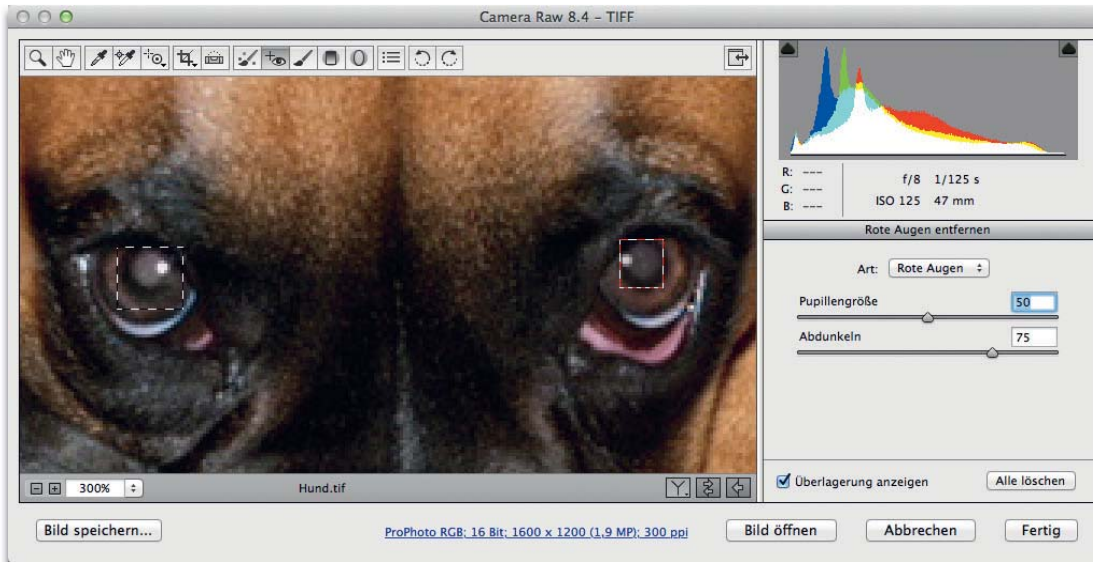 Camera Raw 8.4 – TIFF
R: ---
G: ---
B: ---
f/8 1/125 s
ISO 125 47 mm
Rote Augen entfernen
Art: Rote Augen
Pupillengröße 50
Abdunkeln 75
300% Hund.tif
Überlagerung anzeigen Alle löschen
Bild speichern... ProPhoto RGB; 16 Bit; 1600 x 1200 (1,9 MP); 300 ppi Bild öffnen Abbrechen Fertig